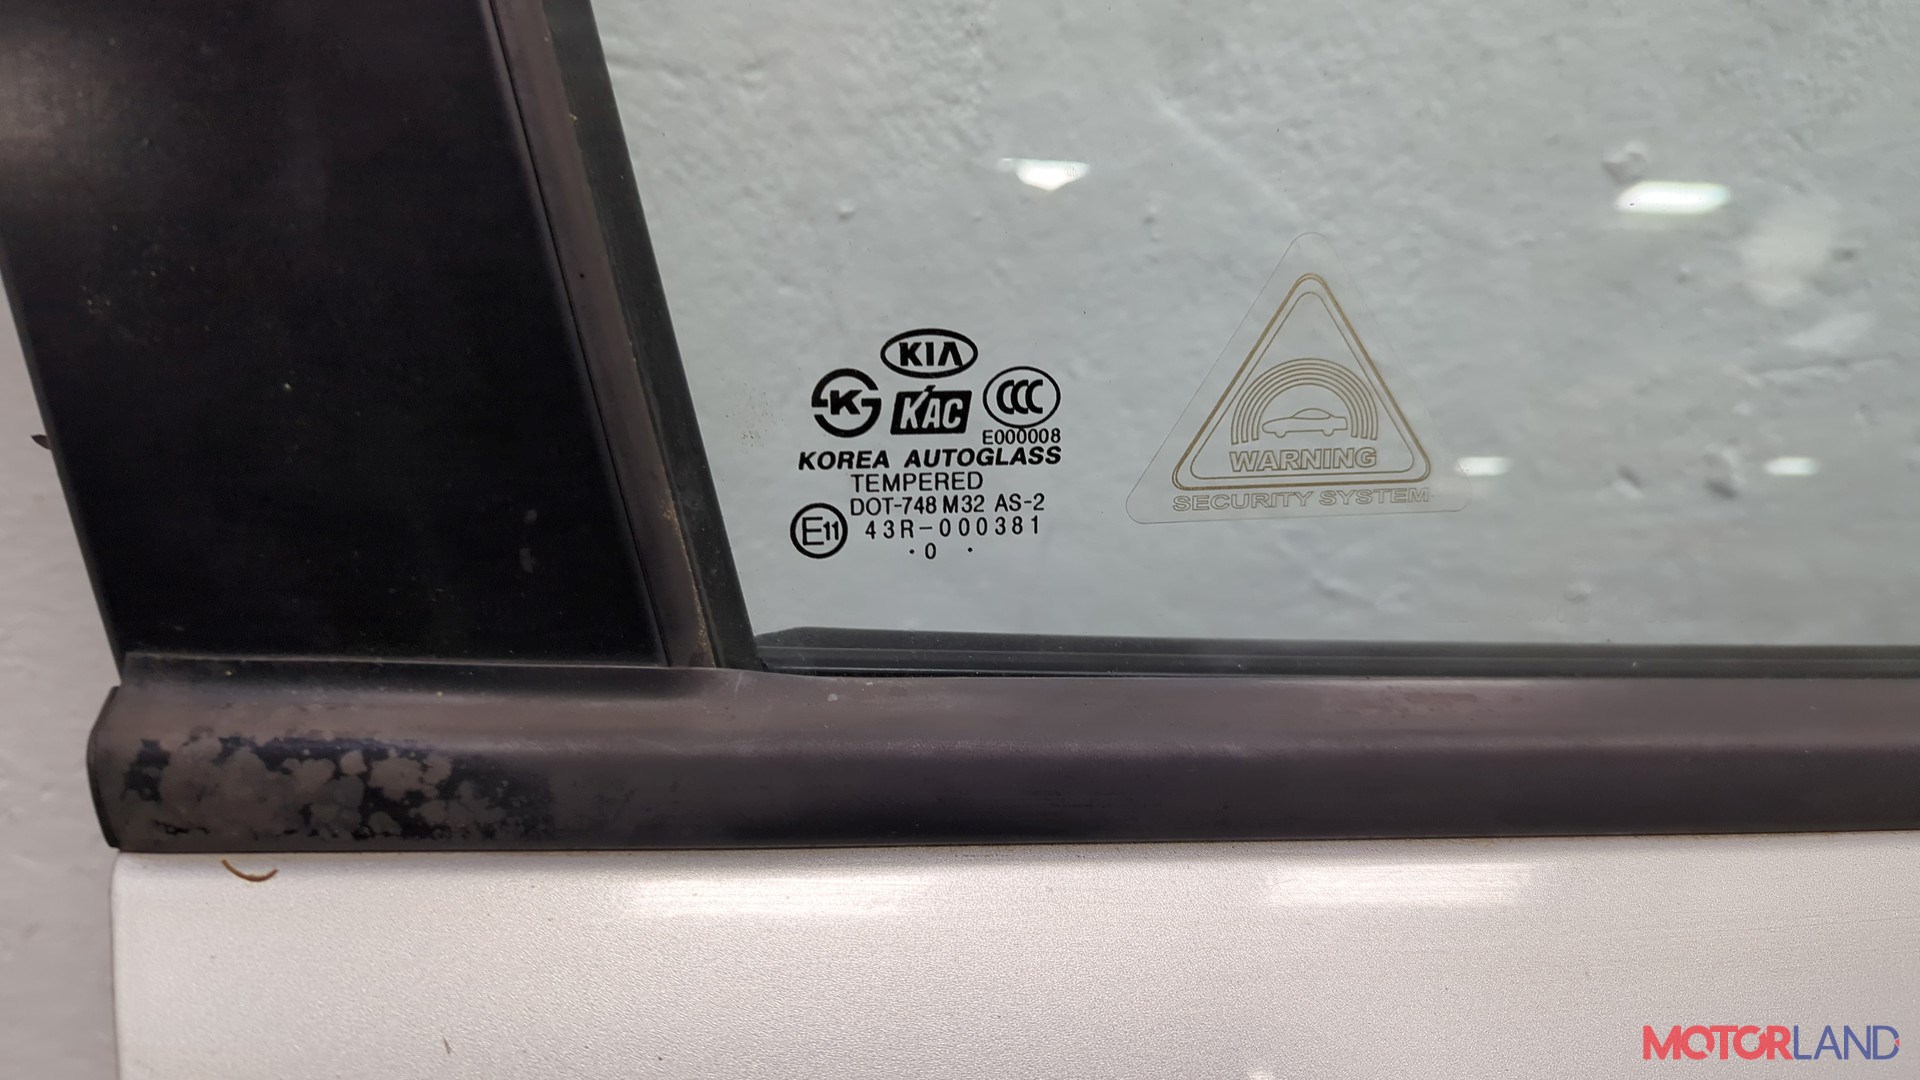 KIA
K
KAC
CCC
E000008
KOREA AUTOGLASS
TEMPERED
DOT-748 M32 AS-2
E11
43R-000381
. 0 .
WARNING
SECURITY SYSTEM
MOTORLAND